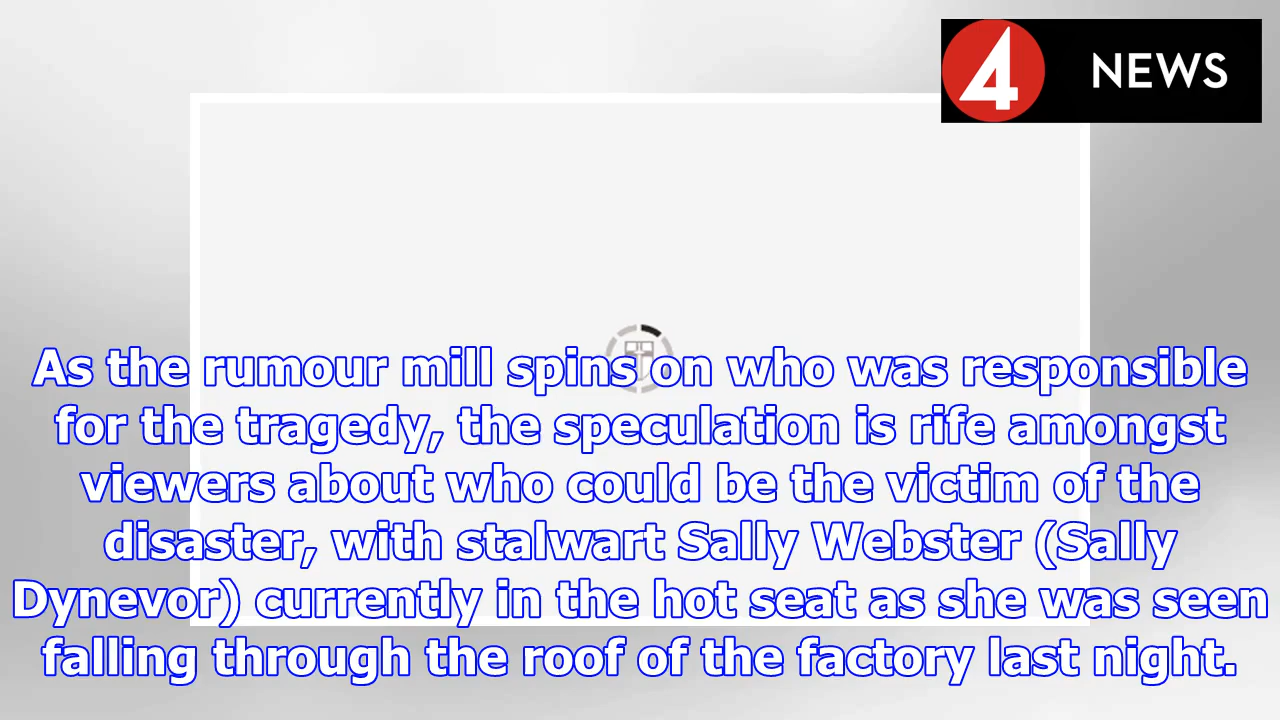 4 NEWS
As the rumour mill spins on who was responsible
for the tragedy, the speculation is rife amongst
viewers about who could be the victim of the
disaster, with stalwart Sally Webster (Sally
Dynevor) currently in the hot seat as she was seen
falling through the roof of the factory last night.